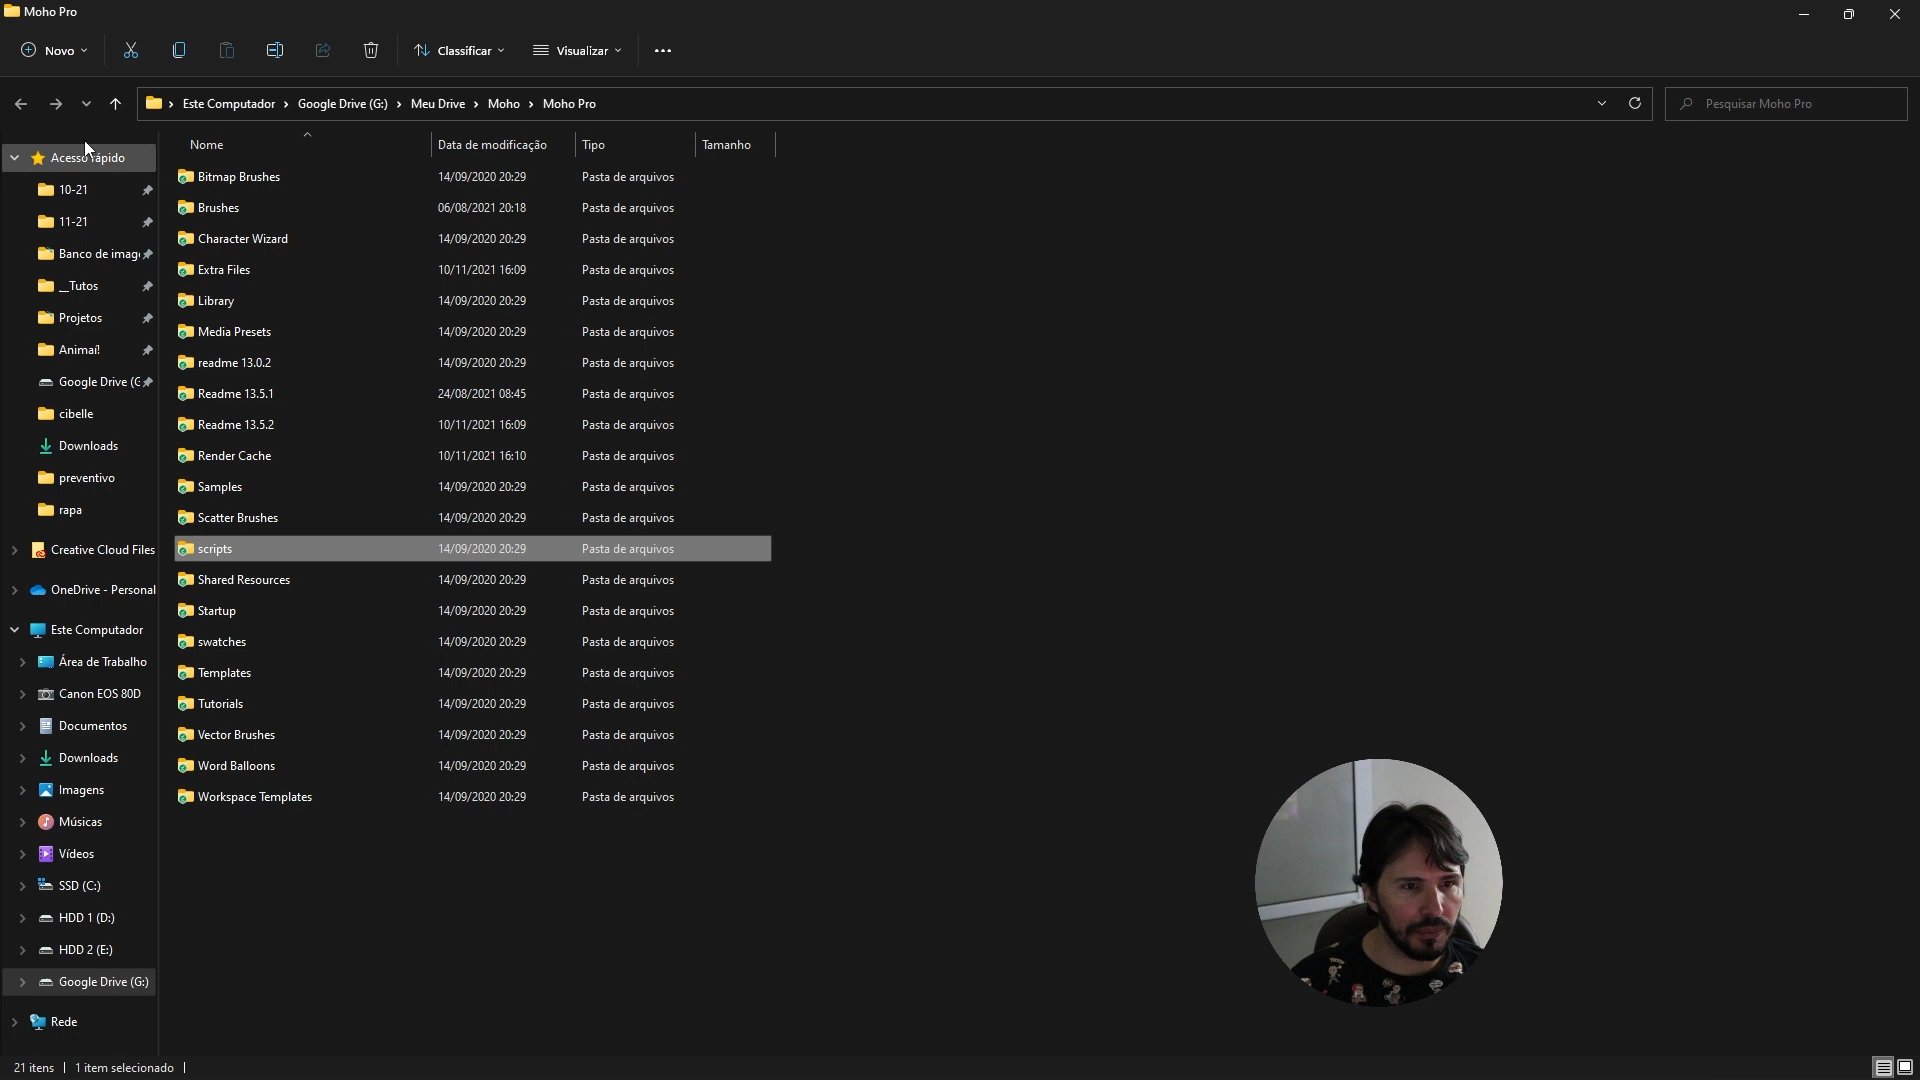 Moho Pro
Novo
Classificar
Visualizar
Este Computador > Google Drive (G:) > Meu Drive > Moho > Moho Pro
Pesquisar Moho Pro
Nome Data de modificação Tipo Tamanho
Acesso rápido
10-21
11-21
Banco de imag
__Tutos
Projetos
Animaí!
Google Drive (G
cibelle
Downloads
preventivo
rapa
Creative Cloud Files
OneDrive - Personal
Este Computador
Área de Trabalho
Canon EOS 80D
Documentos
Downloads
Imagens
Músicas
Vídeos
SSD (C:)
HDD 1 (D:)
HDD 2 (E:)
Google Drive (G:)
Rede
Bitmap Brushes 14/09/2020 20:29 Pasta de arquivos
Brushes 06/08/2021 20:18 Pasta de arquivos
Character Wizard 14/09/2020 20:29 Pasta de arquivos
Extra Files 10/11/2021 16:09 Pasta de arquivos
Library 14/09/2020 20:29 Pasta de arquivos
Media Presets 14/09/2020 20:29 Pasta de arquivos
readme 13.0.2 14/09/2020 20:29 Pasta de arquivos
Readme 13.5.1 24/08/2021 08:45 Pasta de arquivos
Readme 13.5.2 10/11/2021 16:09 Pasta de arquivos
Render Cache 10/11/2021 16:10 Pasta de arquivos
Samples 14/09/2020 20:29 Pasta de arquivos
Scatter Brushes 14/09/2020 20:29 Pasta de arquivos
scripts 14/09/2020 20:29 Pasta de arquivos
Shared Resources 14/09/2020 20:29 Pasta de arquivos
Startup 14/09/2020 20:29 Pasta de arquivos
swatches 14/09/2020 20:29 Pasta de arquivos
Templates 14/09/2020 20:29 Pasta de arquivos
Tutorials 14/09/2020 20:29 Pasta de arquivos
Vector Brushes 14/09/2020 20:29 Pasta de arquivos
Word Balloons 14/09/2020 20:29 Pasta de arquivos
Workspace Templates 14/09/2020 20:29 Pasta de arquivos
21 itens | 1 item selecionado |